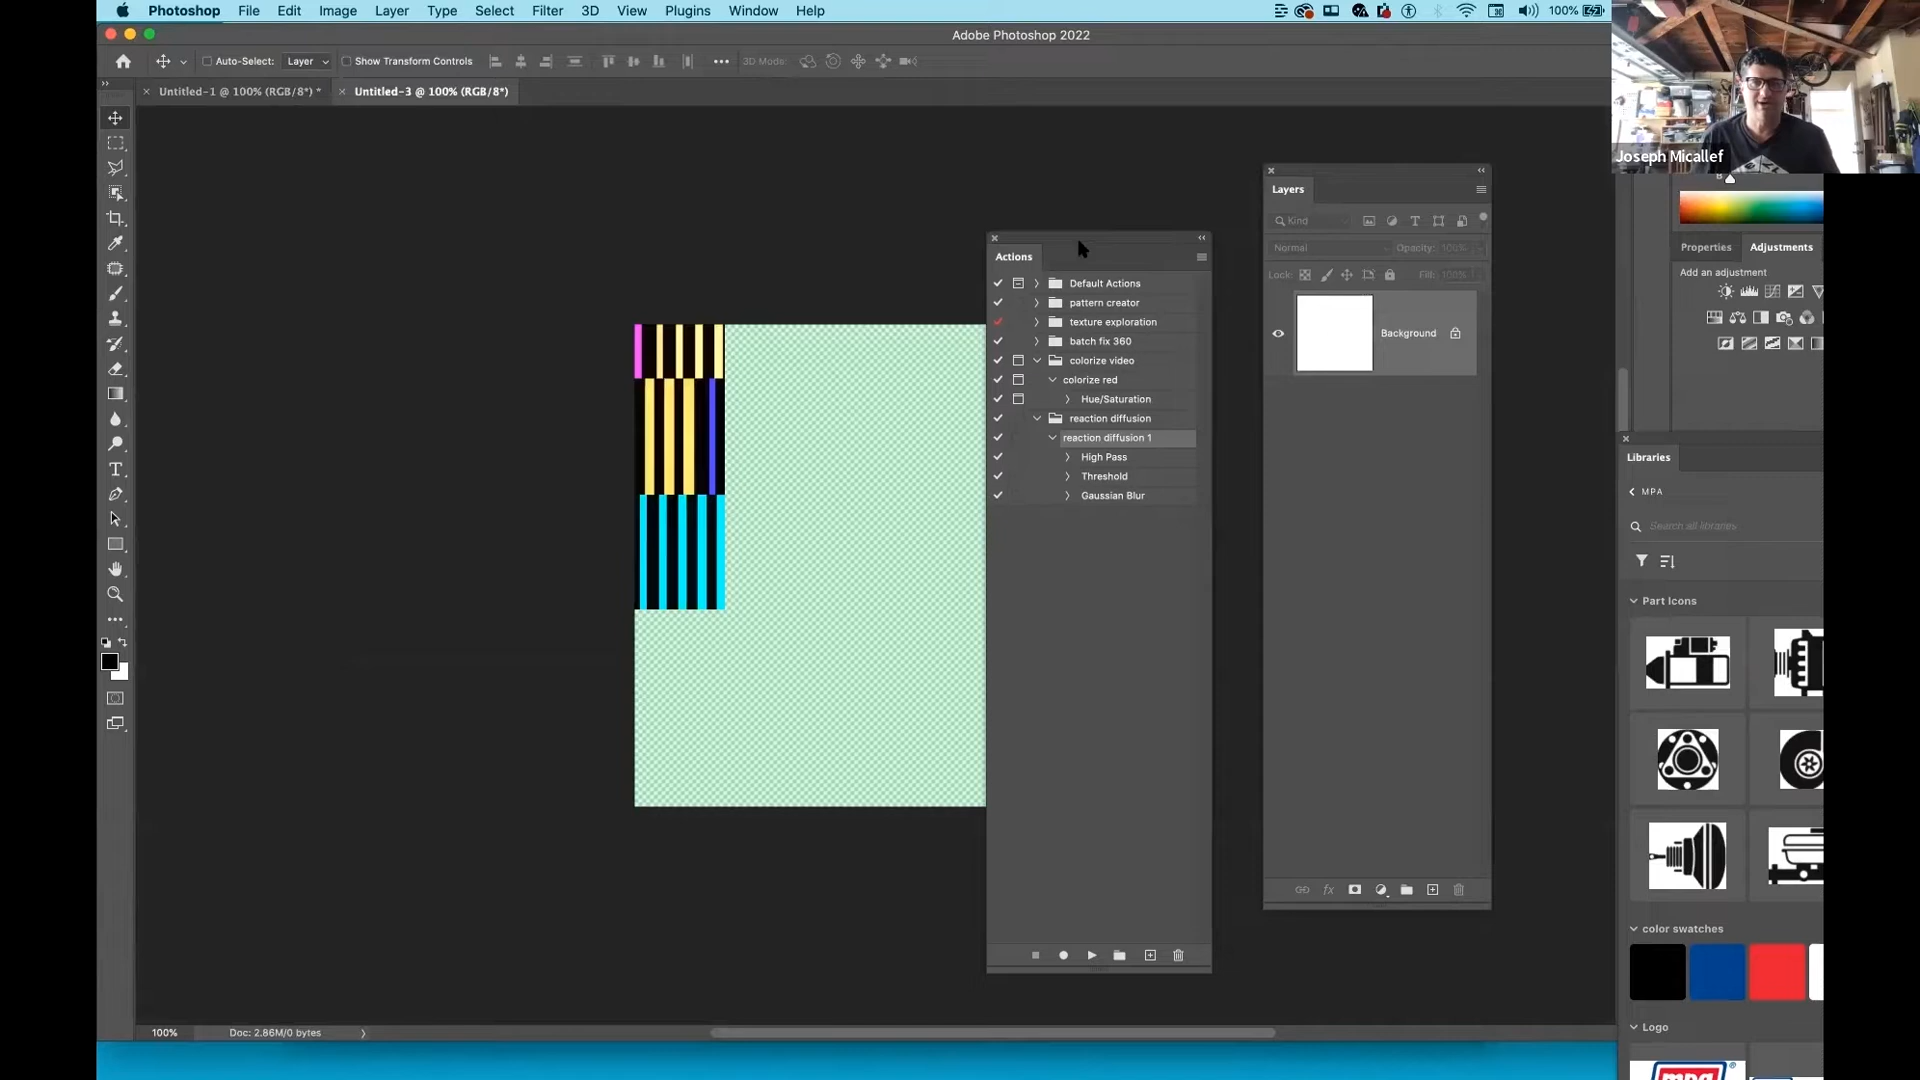 Photoshop File Edit Image Layer Type Select Filter 3D View Plugins Window Help 100%
Adobe Photoshop 2022
Auto-Select: Layer Show Transform Controls 3D Mode:
Untitled-1 @ 100% (RGB/8*) * Untitled-3 @ 100% (RGB/8*)
Joseph Micallef
Layers
Kind
Normal Opacity: 100%
Lock: Fill: 100%
Background
Actions
Default Actions
pattern creator
texture exploration
batch fix 360
colorize video
colorize red
Hue/Saturation
reaction diffusion
reaction diffusion 1
High Pass
Threshold
Gaussian Blur
B
Properties Adjustments
Add an adjustment
Libraries
MPA
Search all libraries
Part Icons
color swatches
Logo
mpa
100% Doc: 2.86M/0 bytes